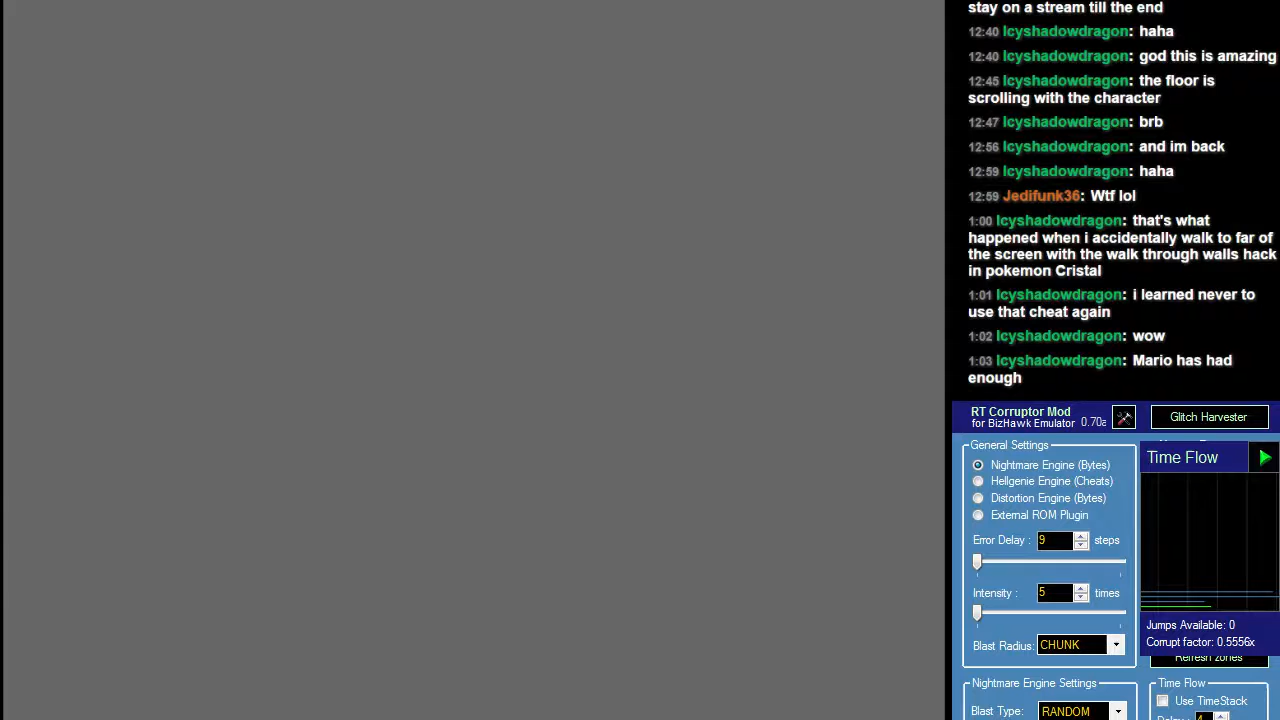 stay on a stream till the end
12:40 Icyshadowdragon: haha
12:40 Icyshadowdragon: god this is amazing
12:45 Icyshadowdragon: the floor is
scrolling with the character
12:47 Icyshadowdragon: brb
12:56 Icyshadowdragon: and im back
12:59 Icyshadowdragon: haha
12:59 Jedifunk36: Wtf lol
1:00 Icyshadowdragon: that's what
happened when i accidentally walk to far of
the screen with the walk through walls hack
in pokemon Cristal
1:01 Icyshadowdragon: i learned never to
use that cheat again
1:02 Icyshadowdragon: wow
1:03 Icyshadowdragon: Mario has had
enough
RT Corruptor Mod
for BizHawk Emulator 0.70a
Glitch Harvester
General Settings
Nightmare Engine (Bytes)
Hellgenie Engine (Cheats)
Distortion Engine (Bytes)
External ROM Plugin
Error Delay : 9 steps
Intensity : 5 times
Blast Radius: CHUNK
Time Flow
Jumps Available: 0
Corrupt factor: 0.5556x
Refresh zones
Nightmare Engine Settings
Blast Type: RANDOM
Time Flow
Use TimeStack
Delay: 4